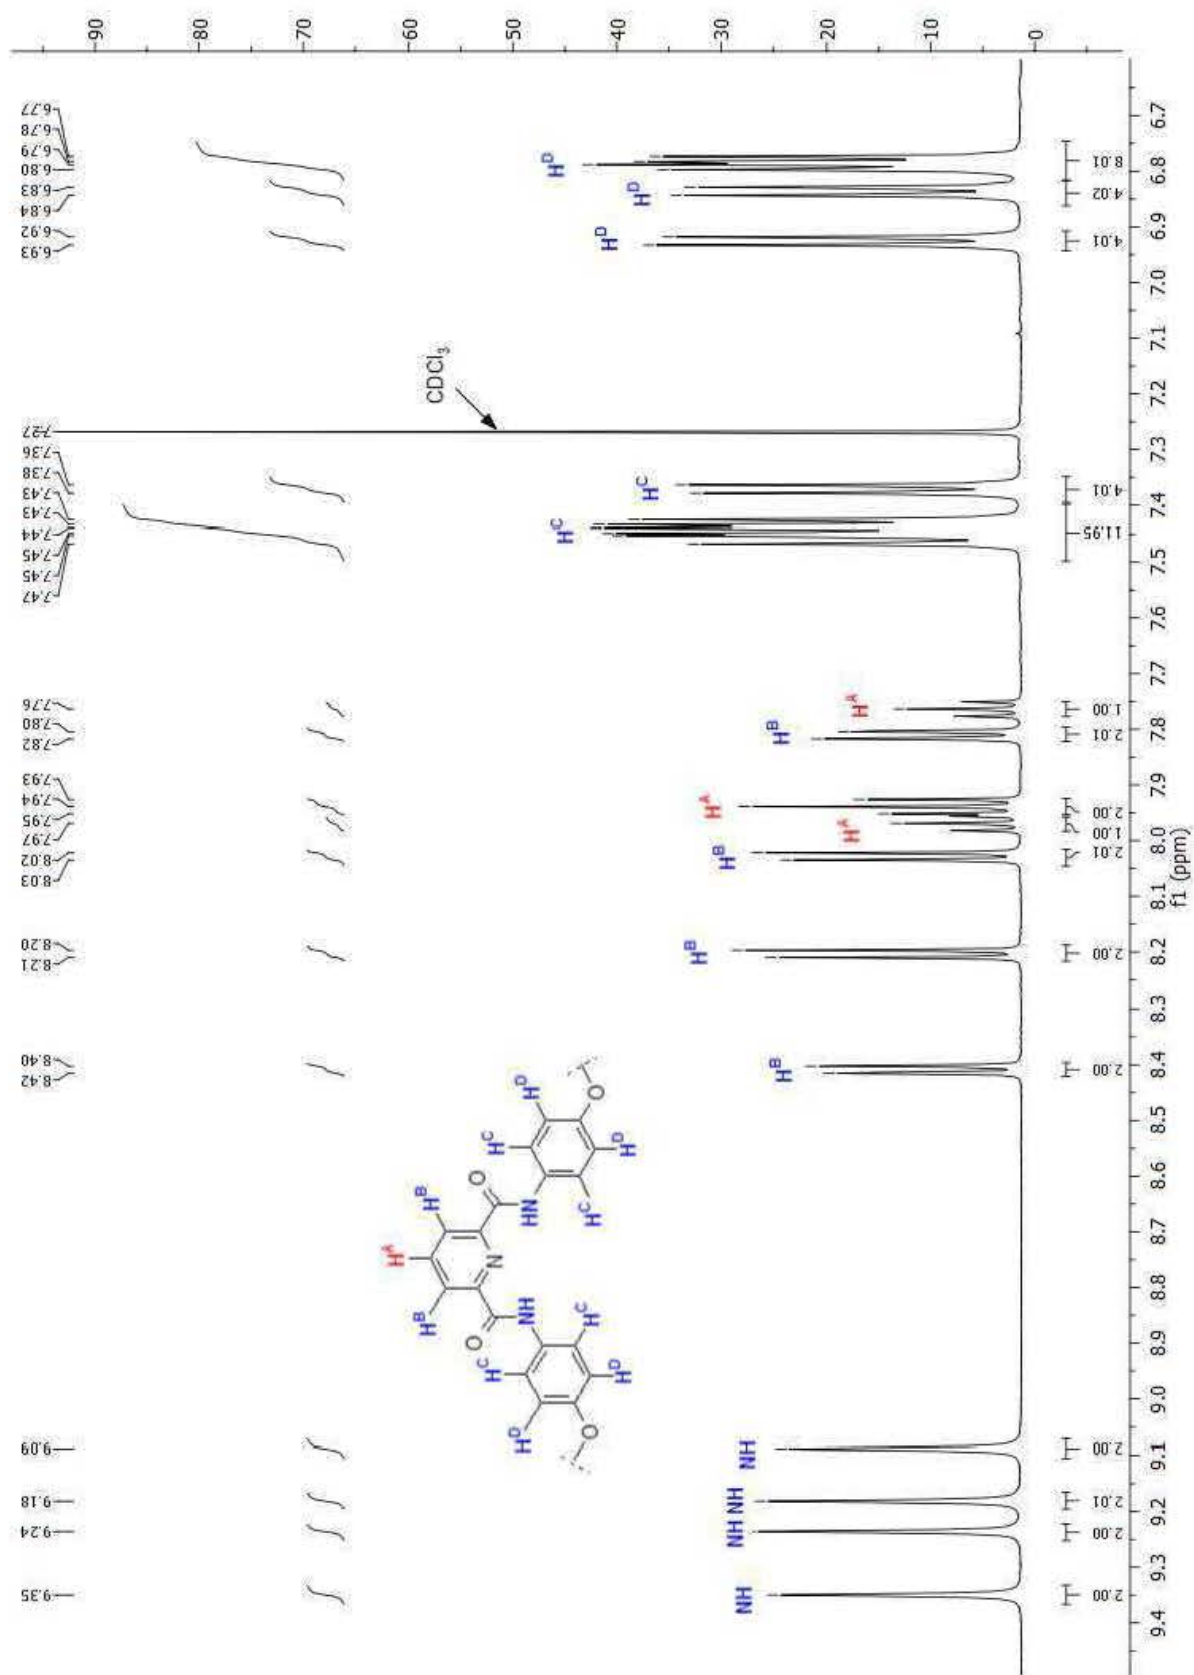 9.35
9.24
9.18
9.09
8.42
8.40
8.21
8.20
8.03
8.02
7.97
7.95
7.94
7.93
7.82
7.80
7.76
7.47
7.45
7.45
7.44
7.43
7.43
7.38
7.36
7.27
6.93
6.92
6.84
6.83
6.80
6.79
6.78
6.77
90
80
70
60
50
40
30
20
10
0
CDCl3
HA
HB
HB
N
O
O
NH
HN
HC
HC
HC
HC
HD
HD
HD
HD
O
O
NH
NH NH
NH
HB
HB
HB
HA
HA
HB
HA
HC
HC
HD
HD
HD
2.00
2.00
2.01
2.00
2.00
2.00
2.01
1.00
2.00
2.01
1.00
11.95
4.01
4.01
4.02
8.01
9.4 9.3 9.2 9.1 9.0 8.9 8.8 8.7 8.6 8.5 8.4 8.3 8.2 8.1 8.0 7.9 7.8 7.7 7.6 7.5 7.4 7.3 7.2 7.1 7.0 6.9 6.8 6.7
f1 (ppm)